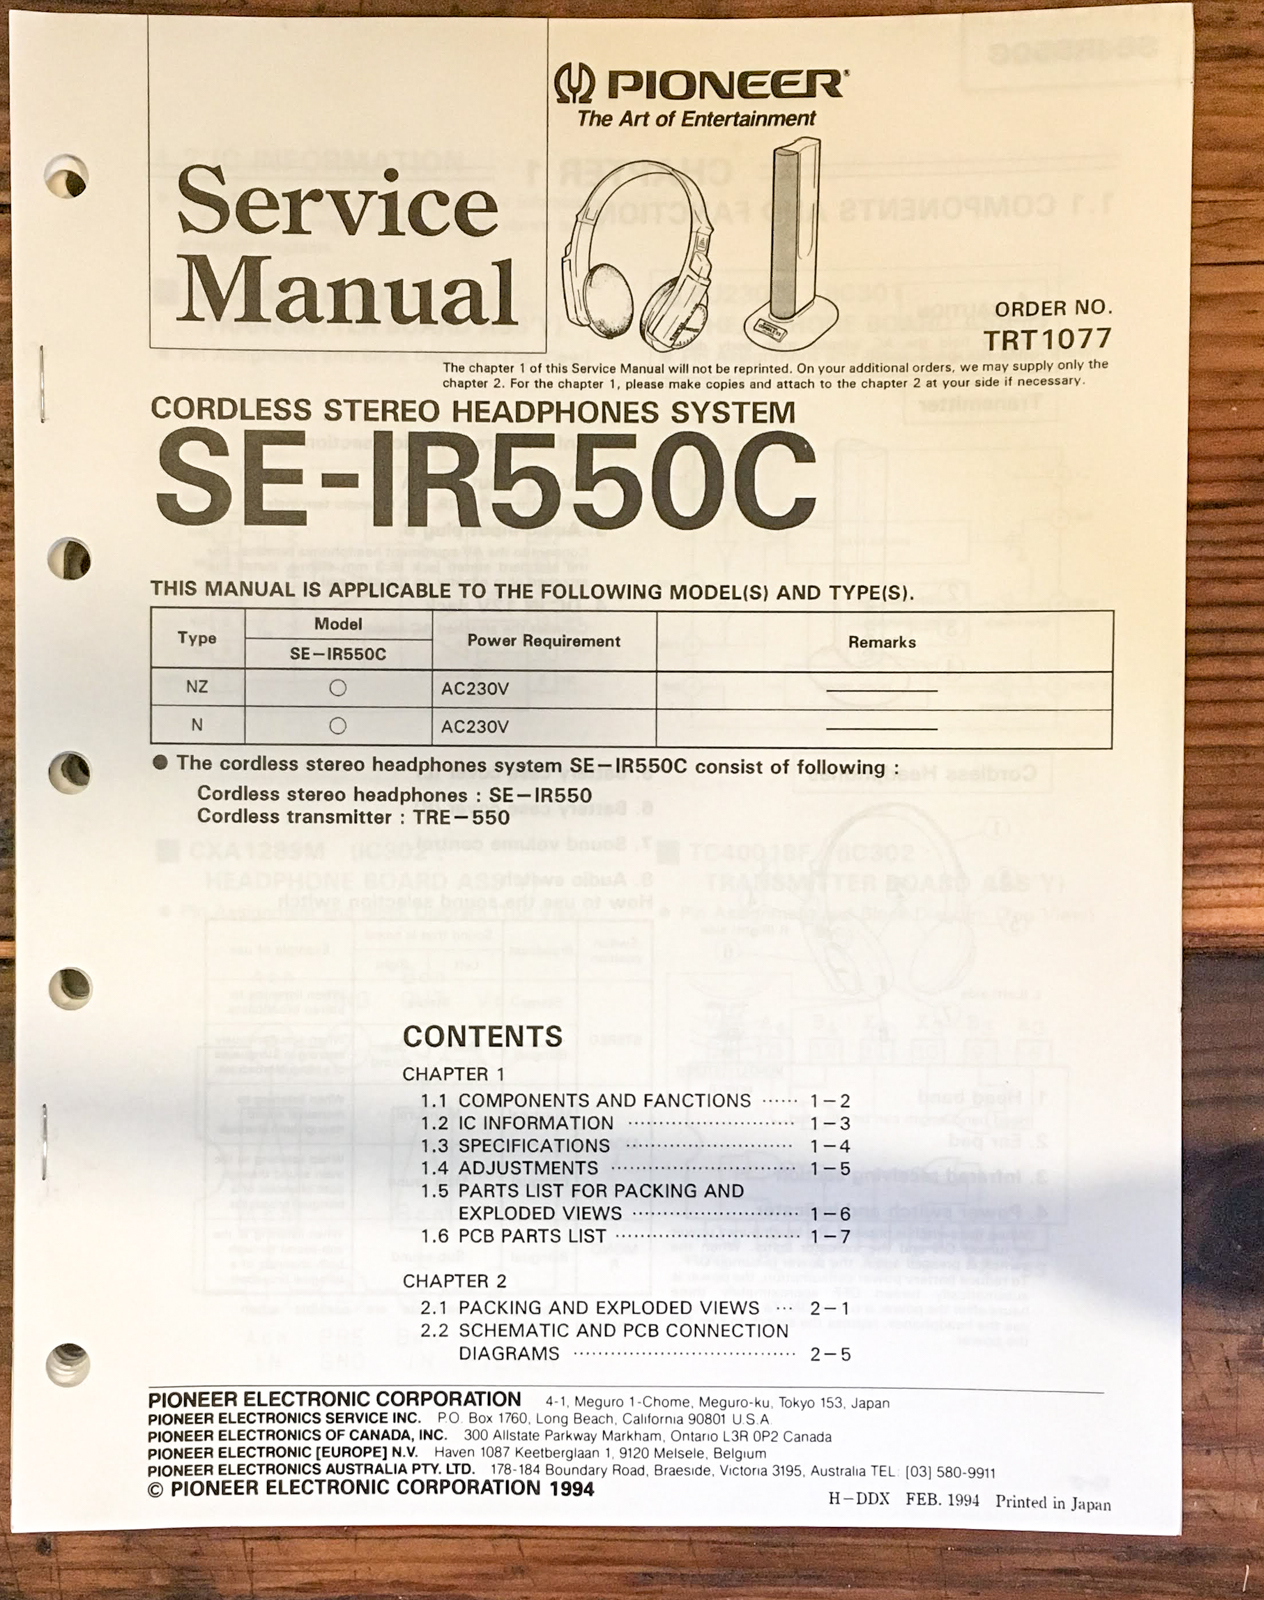 PIONEER®
The Art of Entertainment
Service
Manual
ORDER NO.
TRT1077
The chapter 1 of this Service Manual will not be reprinted. On your additional orders, we may supply only the
chapter 2. For the chapter 1, please make copies and attach to the chapter 2 at your side if necessary.
CORDLESS STEREO HEADPHONES SYSTEM
SE-IR550C
THIS MANUAL IS APPLICABLE TO THE FOLLOWING MODEL(S) AND TYPE(S).
Type Model Power Requirement Remarks
SE-IR550C
NZ ○ AC230V ———
N ○ AC230V ———
● The cordless stereo headphones system SE-IR550C consist of following :
Cordless stereo headphones : SE-IR550
Cordless transmitter : TRE-550
CONTENTS
CHAPTER 1
1.1 COMPONENTS AND FANCTIONS ······ 1-2
1.2 IC INFORMATION ······ 1-3
1.3 SPECIFICATIONS ······ 1-4
1.4 ADJUSTMENTS ······ 1-5
1.5 PARTS LIST FOR PACKING AND
EXPLODED VIEWS ······ 1-6
1.6 PCB PARTS LIST ······ 1-7
CHAPTER 2
2.1 PACKING AND EXPLODED VIEWS ··· 2-1
2.2 SCHEMATIC AND PCB CONNECTION
DIAGRAMS ······ 2-5
PIONEER ELECTRONIC CORPORATION 4-1, Meguro 1-Chome, Meguro-ku, Tokyo 153, Japan
PIONEER ELECTRONICS SERVICE INC. P.O. Box 1760, Long Beach, California 90801 U.S.A.
PIONEER ELECTRONICS OF CANADA, INC. 300 Allstate Parkway Markham, Ontario L3R 0P2 Canada
PIONEER ELECTRONIC [EUROPE] N.V. Haven 1087 Keetberglaan 1, 9120 Melsele, Belgium
PIONEER ELECTRONICS AUSTRALIA PTY. LTD. 178-184 Boundary Road, Braeside, Victoria 3195, Australia TEL: [03] 580-9911
© PIONEER ELECTRONIC CORPORATION 1994
H-DDX FEB. 1994 Printed in Japan